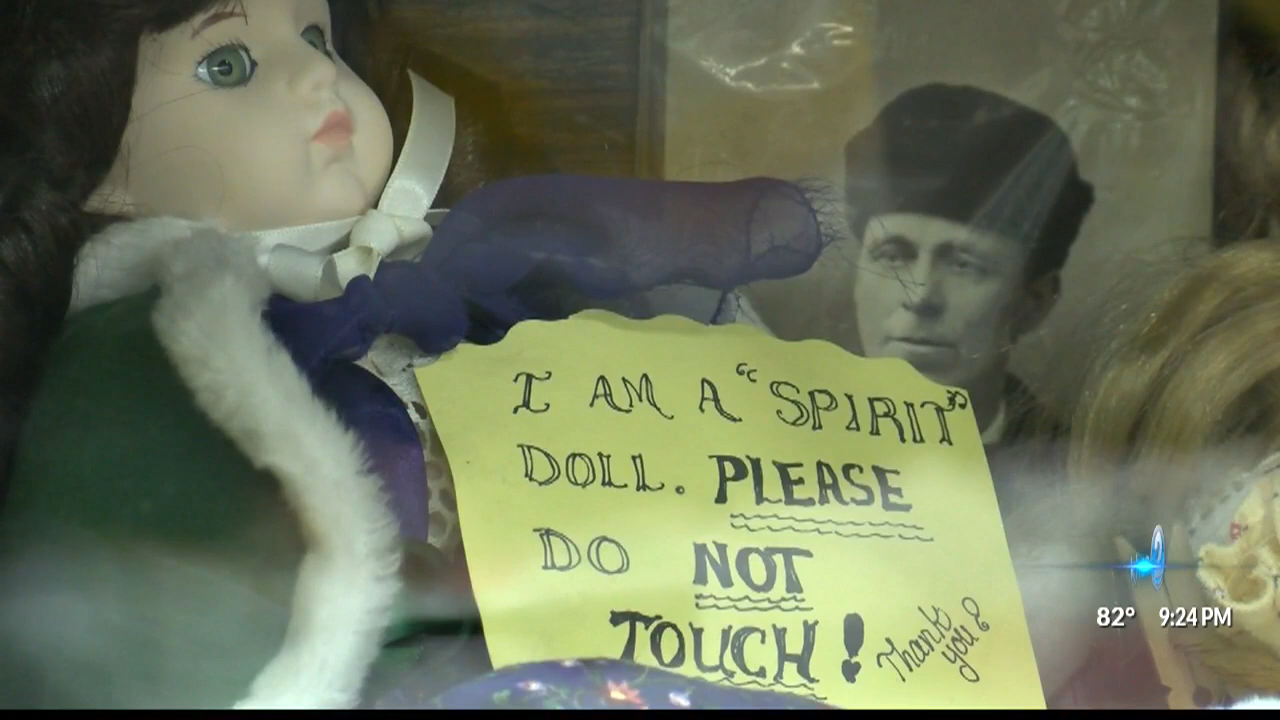 I AM A “SPIRIT”
DOLL. PLEASE
DO NOT
TOUCH! Thank
you!
82° 9:24 PM